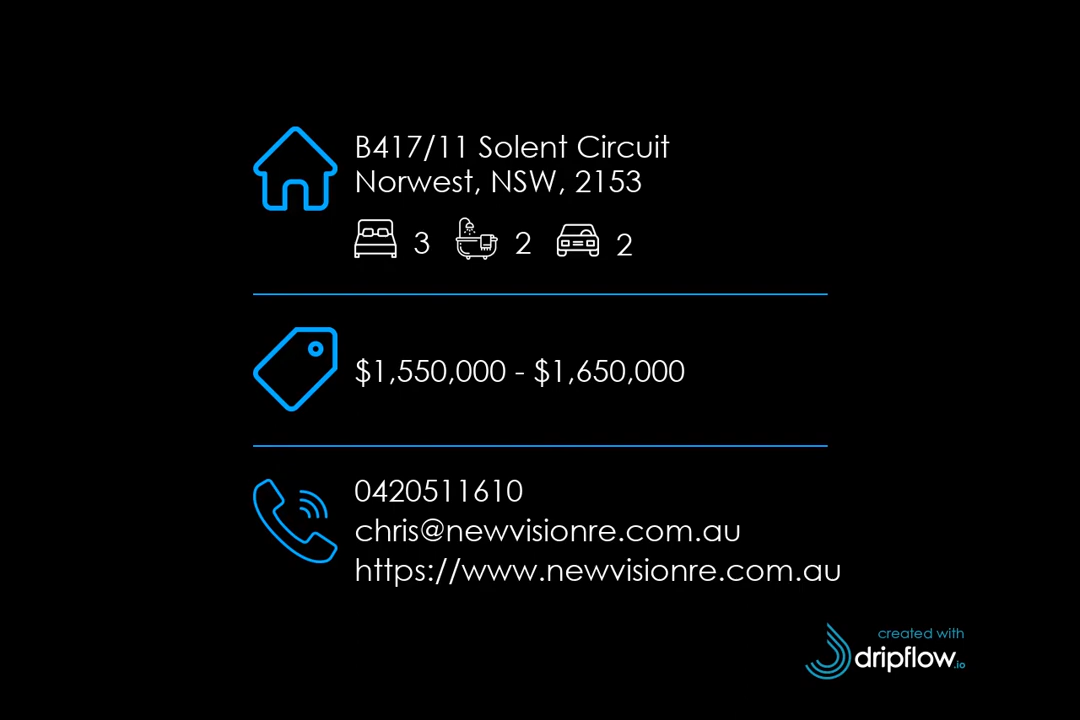 B417/11 Solent Circuit
Norwest, NSW, 2153
3 2 2
$1,550,000 - $1,650,000
0420511610
chris@newvisionre.com.au
https://www.newvisionre.com.au
created with
dripflow.io